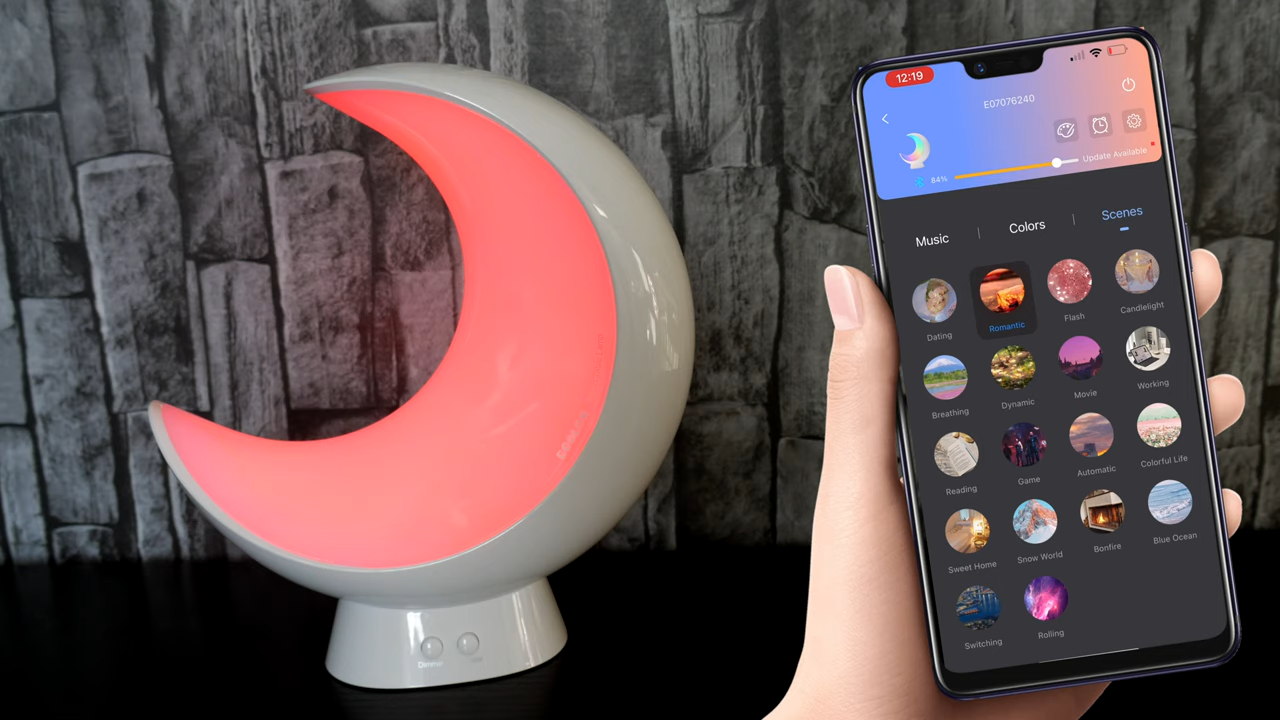 12:19
E07076240
84%
Update Available
Music | Colors | Scenes
Dating Romantic Flash Candlelight
Breathing Dynamic Movie Working
Reading Game Automatic Colorful Life
Sweet Home Snow World Bonfire Blue Ocean
Switching Rolling